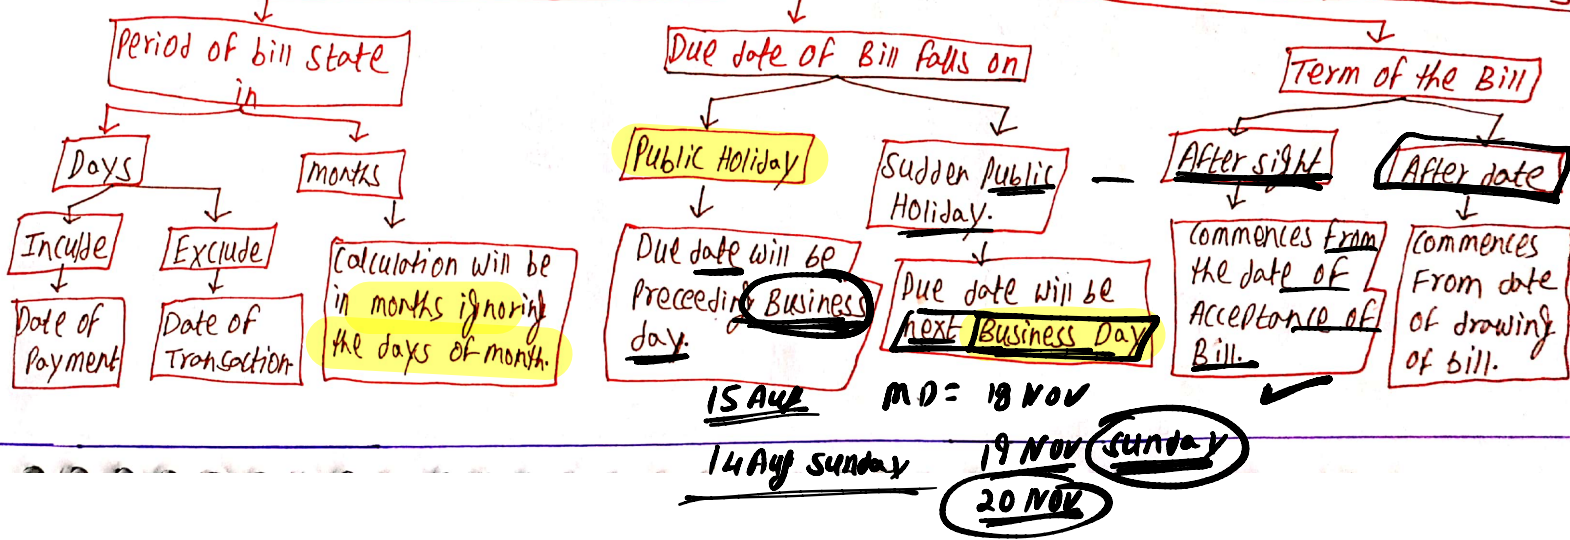 Period of bill state
in
Days
months
Inculde
Exclude
Date of
Payment
Date of
Transaction
Calculation will be
in months ignoring
the days of month.
Due date of Bill falls on
Public Holiday
Sudden Public
Holiday.
Due date will be
Preceeding Business
day.
Due date will be
next Business Day
15 Aug
14 Aug Sunday
MD = 18 Nov
19 Nov Sunday
20 Nov
Term of the Bill
After sight
After date
Commences From
the date of
Acceptance of
Bill.
Commences
From date
of drawing
of bill.